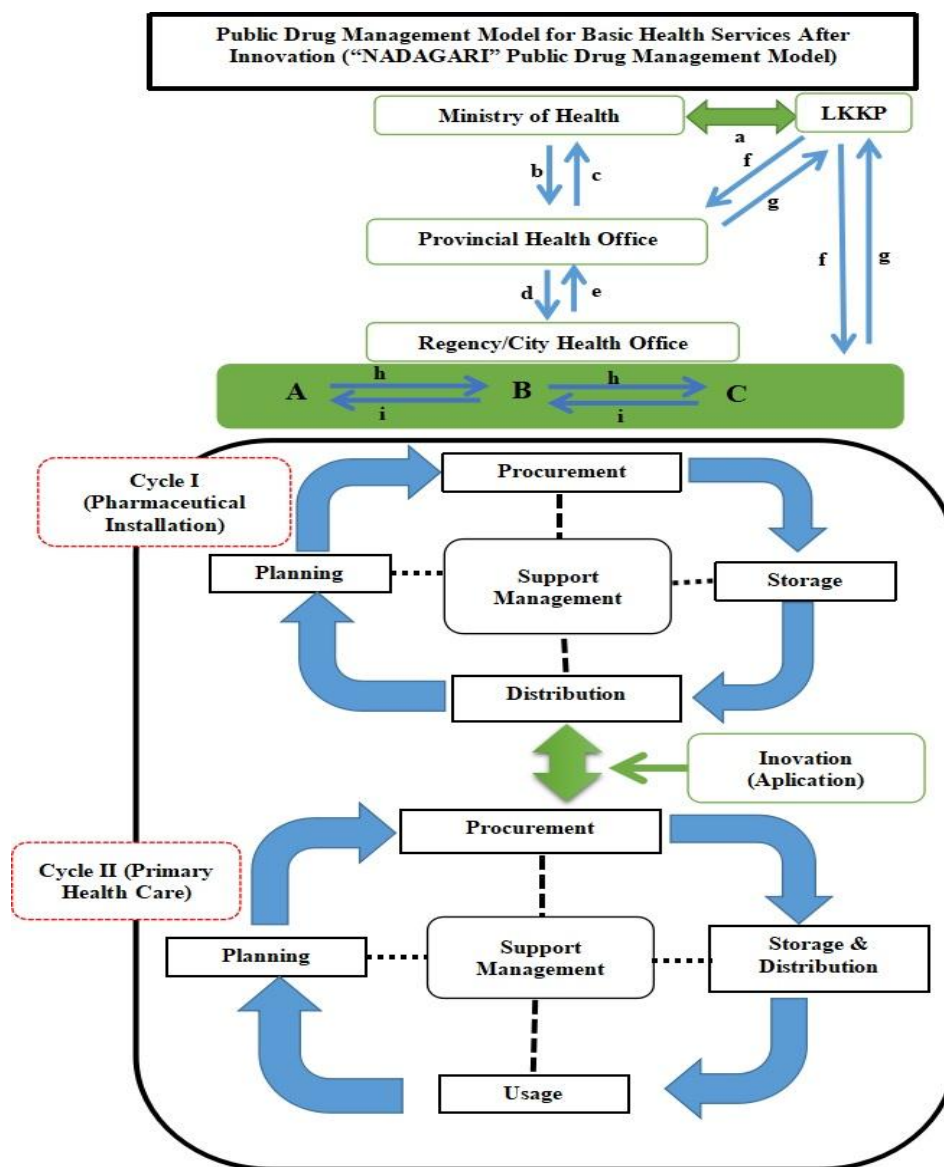 Public Drug Management Model for Basic Health Services After
Innovation (“NADAGARI” Public Drug Management Model)
Ministry of Health
LKKP
a
b
c
f
g
Provincial Health Office
f
g
d
e
Regency/City Health Office
A
h
i
B
h
i
C
Cycle I
(Pharmaceutical
Installation)
Procurement
Planning
Support
Management
Storage
Distribution
Inovation
(Aplication)
Procurement
Cycle II (Primary
Health Care)
Planning
Support
Management
Storage &
Distribution
Usage